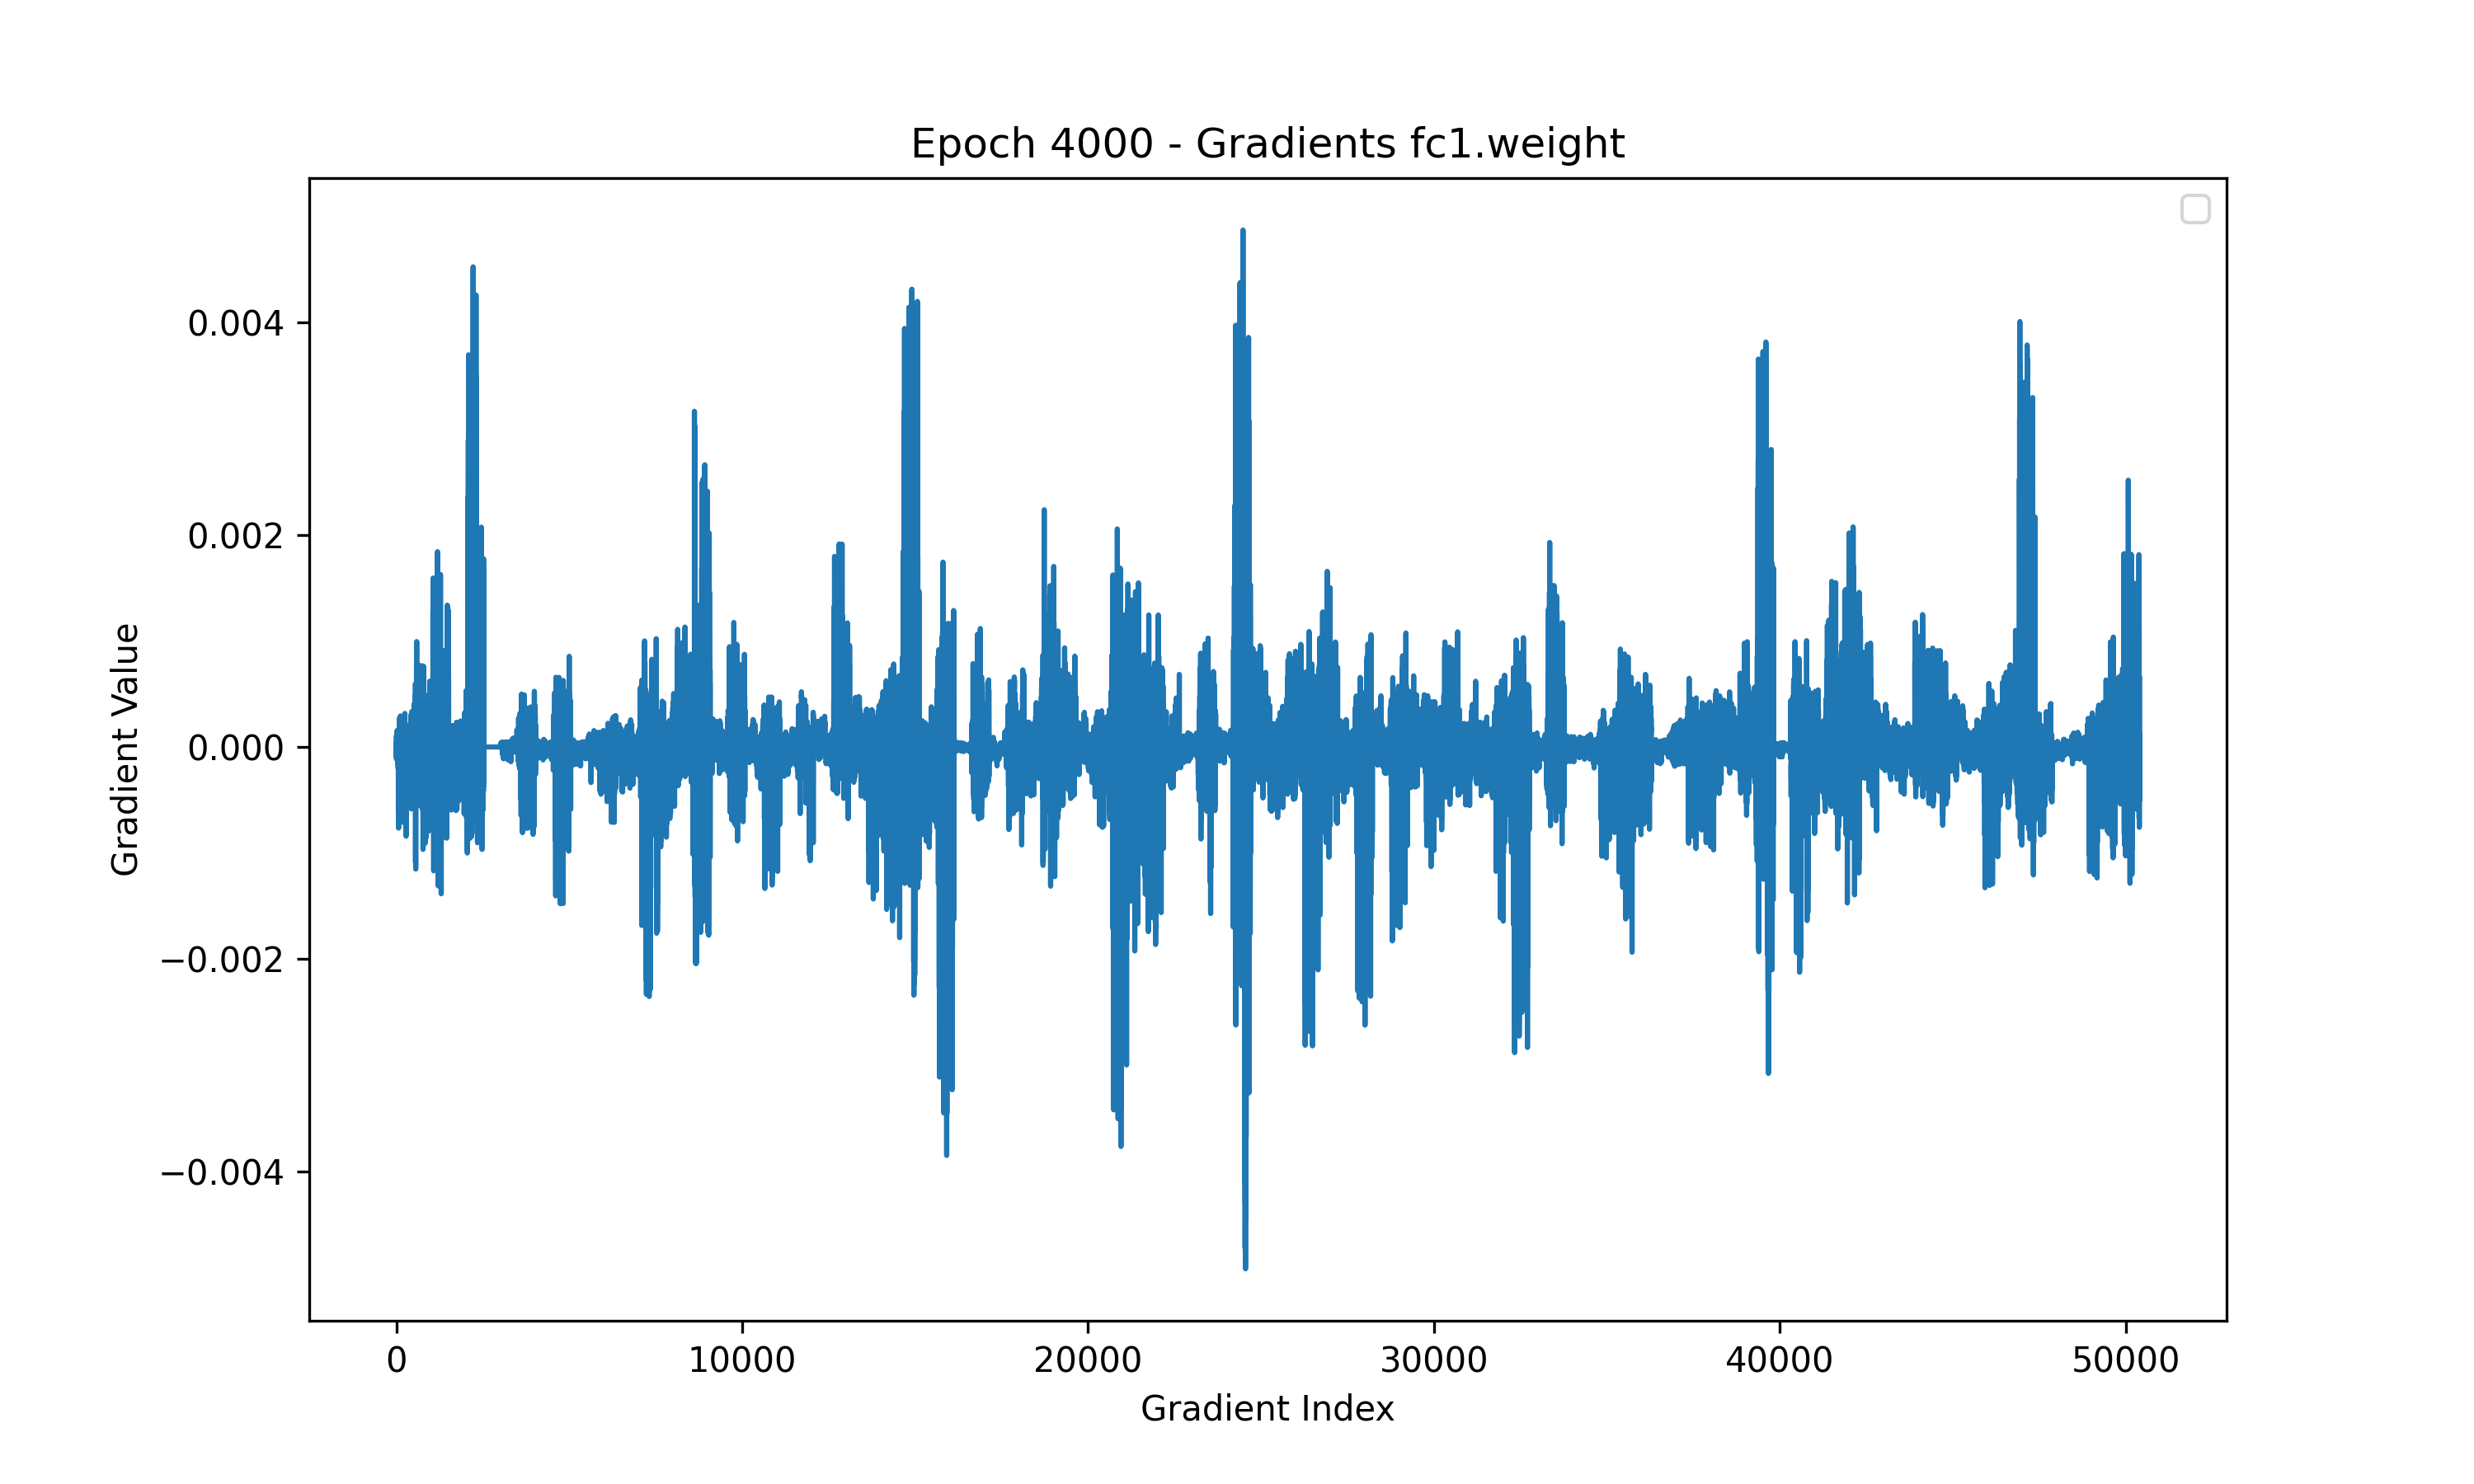 Epoch 4000 - Gradients fc1.weight
0.004
0.002
0.000
−0.002
−0.004
Gradient Value
0 10000 20000 30000 40000 50000
Gradient Index